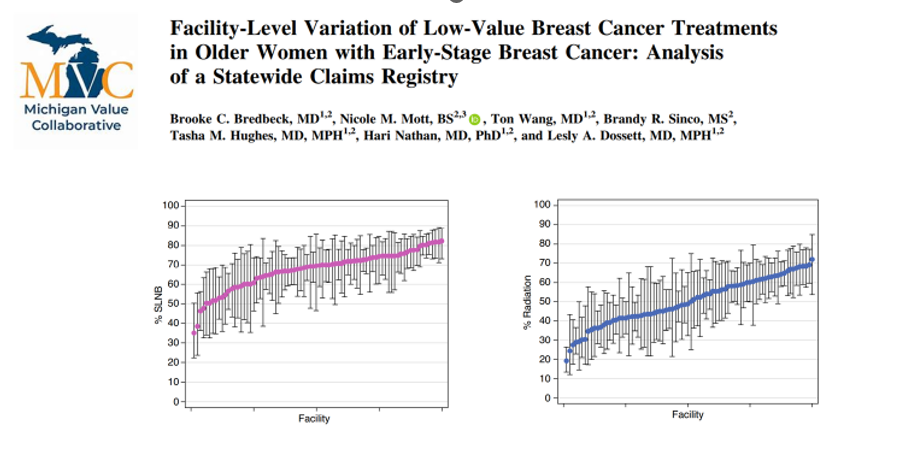 MVC
Michigan Value
Collaborative
Facility-Level Variation of Low-Value Breast Cancer Treatments
in Older Women with Early-Stage Breast Cancer: Analysis
of a Statewide Claims Registry
Brooke C. Bredbeck, MD1,2, Nicole M. Mott, BS2,3 iD, Ton Wang, MD1,2, Brandy R. Sinco, MS2,
Tasha M. Hughes, MD, MPH1,2, Hari Nathan, MD, PhD1,2, and Lesly A. Dossett, MD, MPH1,2
100
90
80
70
60
50
40
30
20
10
0
% SLNB
Facility
100
90
80
70
60
50
40
30
20
10
0
% Radiation
Facility